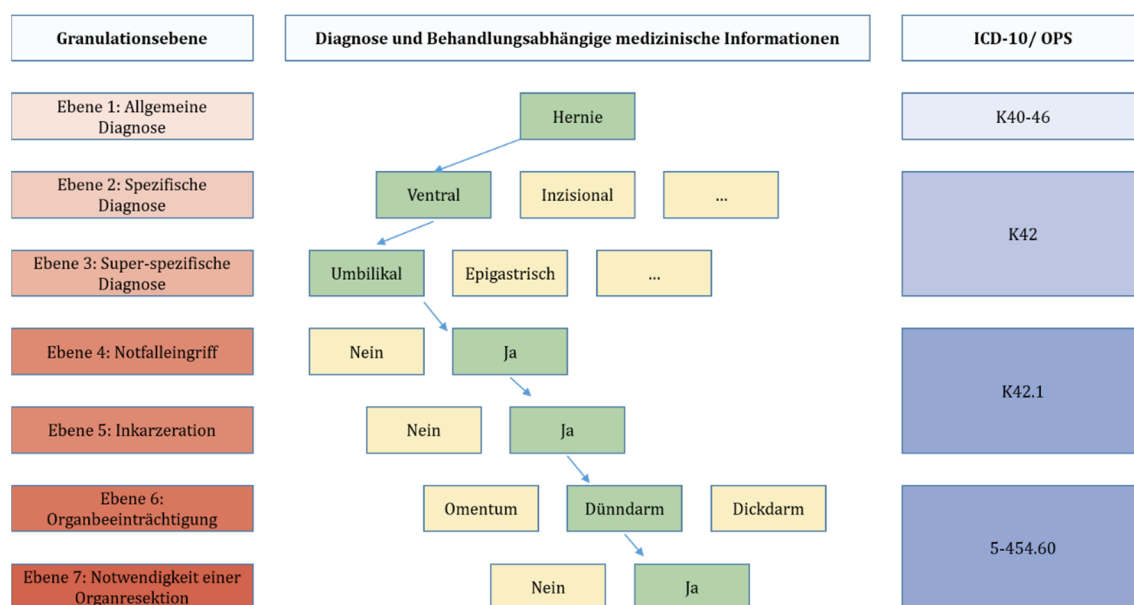 Granulationsebene
Diagnose und Behandlungsabhängige medizinische Informationen
ICD-10/ OPS
Ebene 1: Allgemeine
Diagnose
Hernie
K40-46
Ebene 2: Spezifische
Diagnose
Ventral
Inzisional
...
K42
Ebene 3: Super-spezifische
Diagnose
Umbilikal
Epigastrisch
...
Ebene 4: Notfalleingriff
Nein
Ja
K42.1
Ebene 5: Inkarzeration
Nein
Ja
Ebene 6:
Organbeeinträchtigung
Omentum
Dünndarm
Dickdarm
5-454.60
Ebene 7: Notwendigkeit einer
Organresektion
Nein
Ja